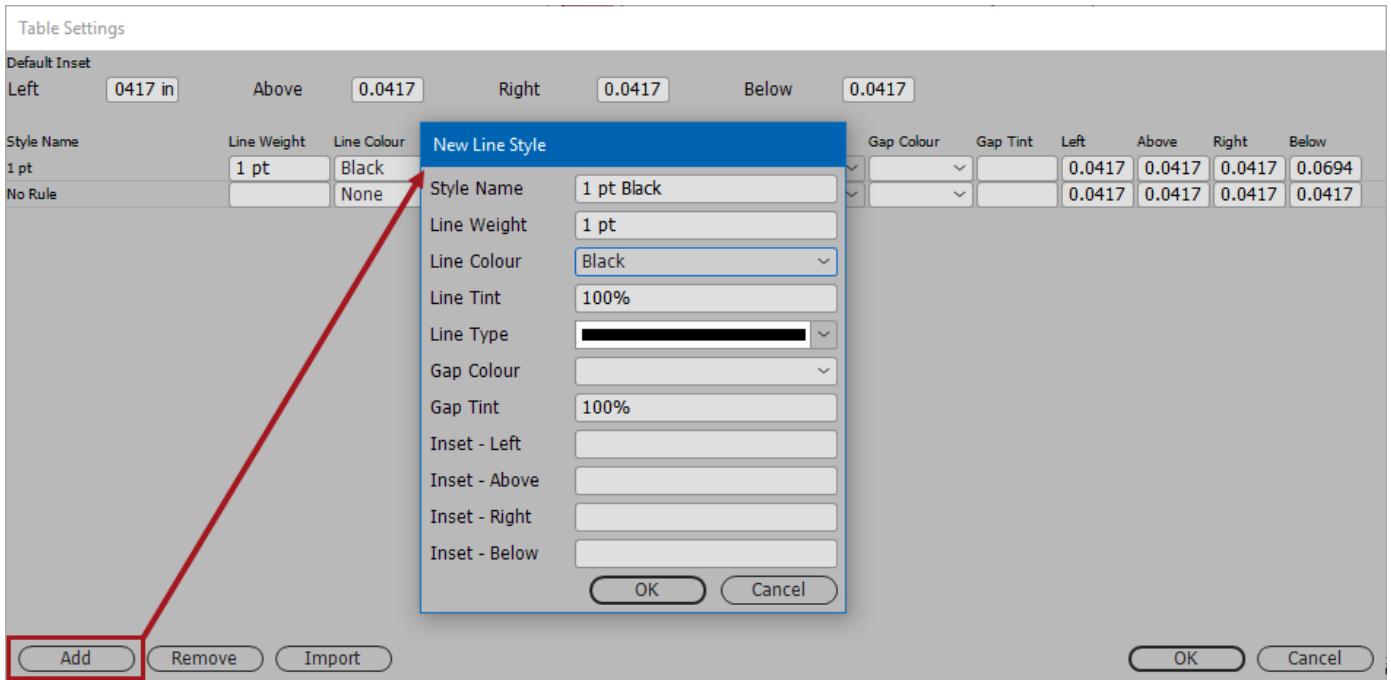 Table Settings
Default Inset
Left 0417 in Above 0.0417 Right 0.0417 Below 0.0417
Style Name Line Weight Line Colour Gap Colour Gap Tint Left Above Right Below
1 pt 1 pt Black 0.0417 0.0417 0.0417 0.0694
No Rule None 0.0417 0.0417 0.0417 0.0417
New Line Style
Style Name 1 pt Black
Line Weight 1 pt
Line Colour Black
Line Tint 100%
Line Type
Gap Colour
Gap Tint 100%
Inset - Left
Inset - Above
Inset - Right
Inset - Below
OK Cancel
Add Remove Import OK Cancel